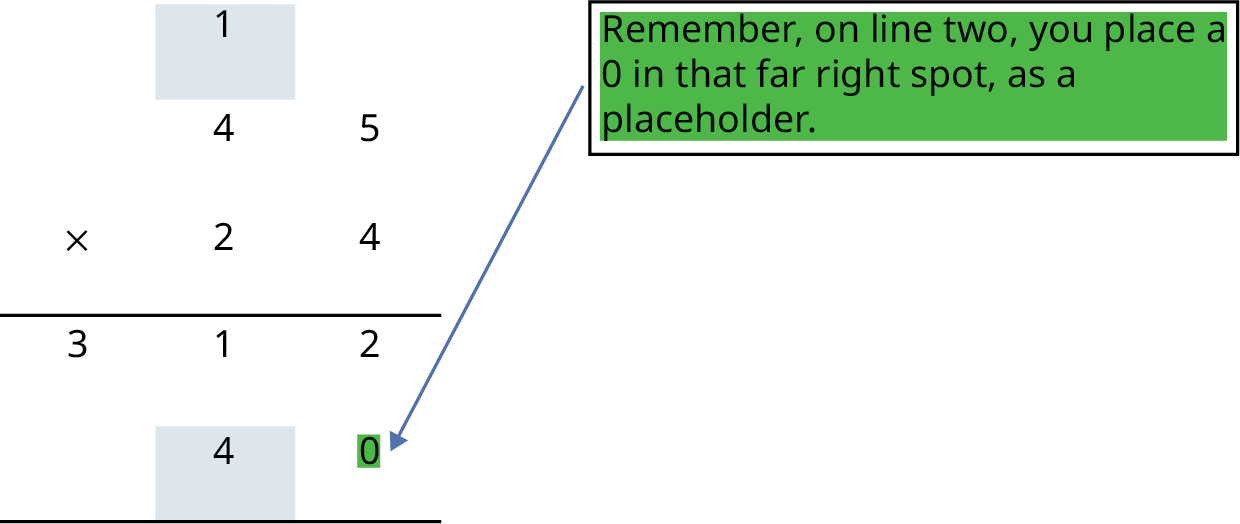 1
4 5
× 2 4
3 1 2
4 0
Remember, on line two, you place a
0 in that far right spot, as a
placeholder.